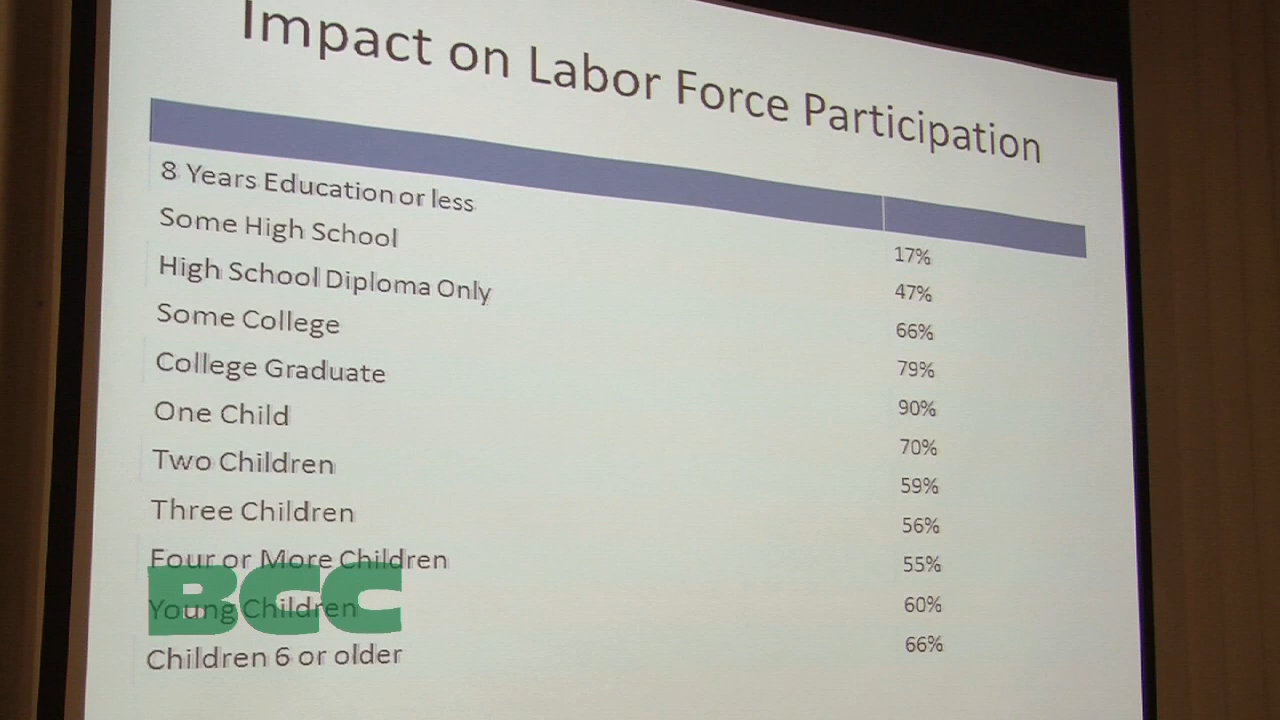 Impact on Labor Force Participation
8 Years Education or less 17%
Some High School 47%
High School Diploma Only 66%
Some College 79%
College Graduate 90%
One Child 70%
Two Children 59%
Three Children 56%
Four or More Children 55%
Young Children 60%
Children 6 or older 66%
BCC